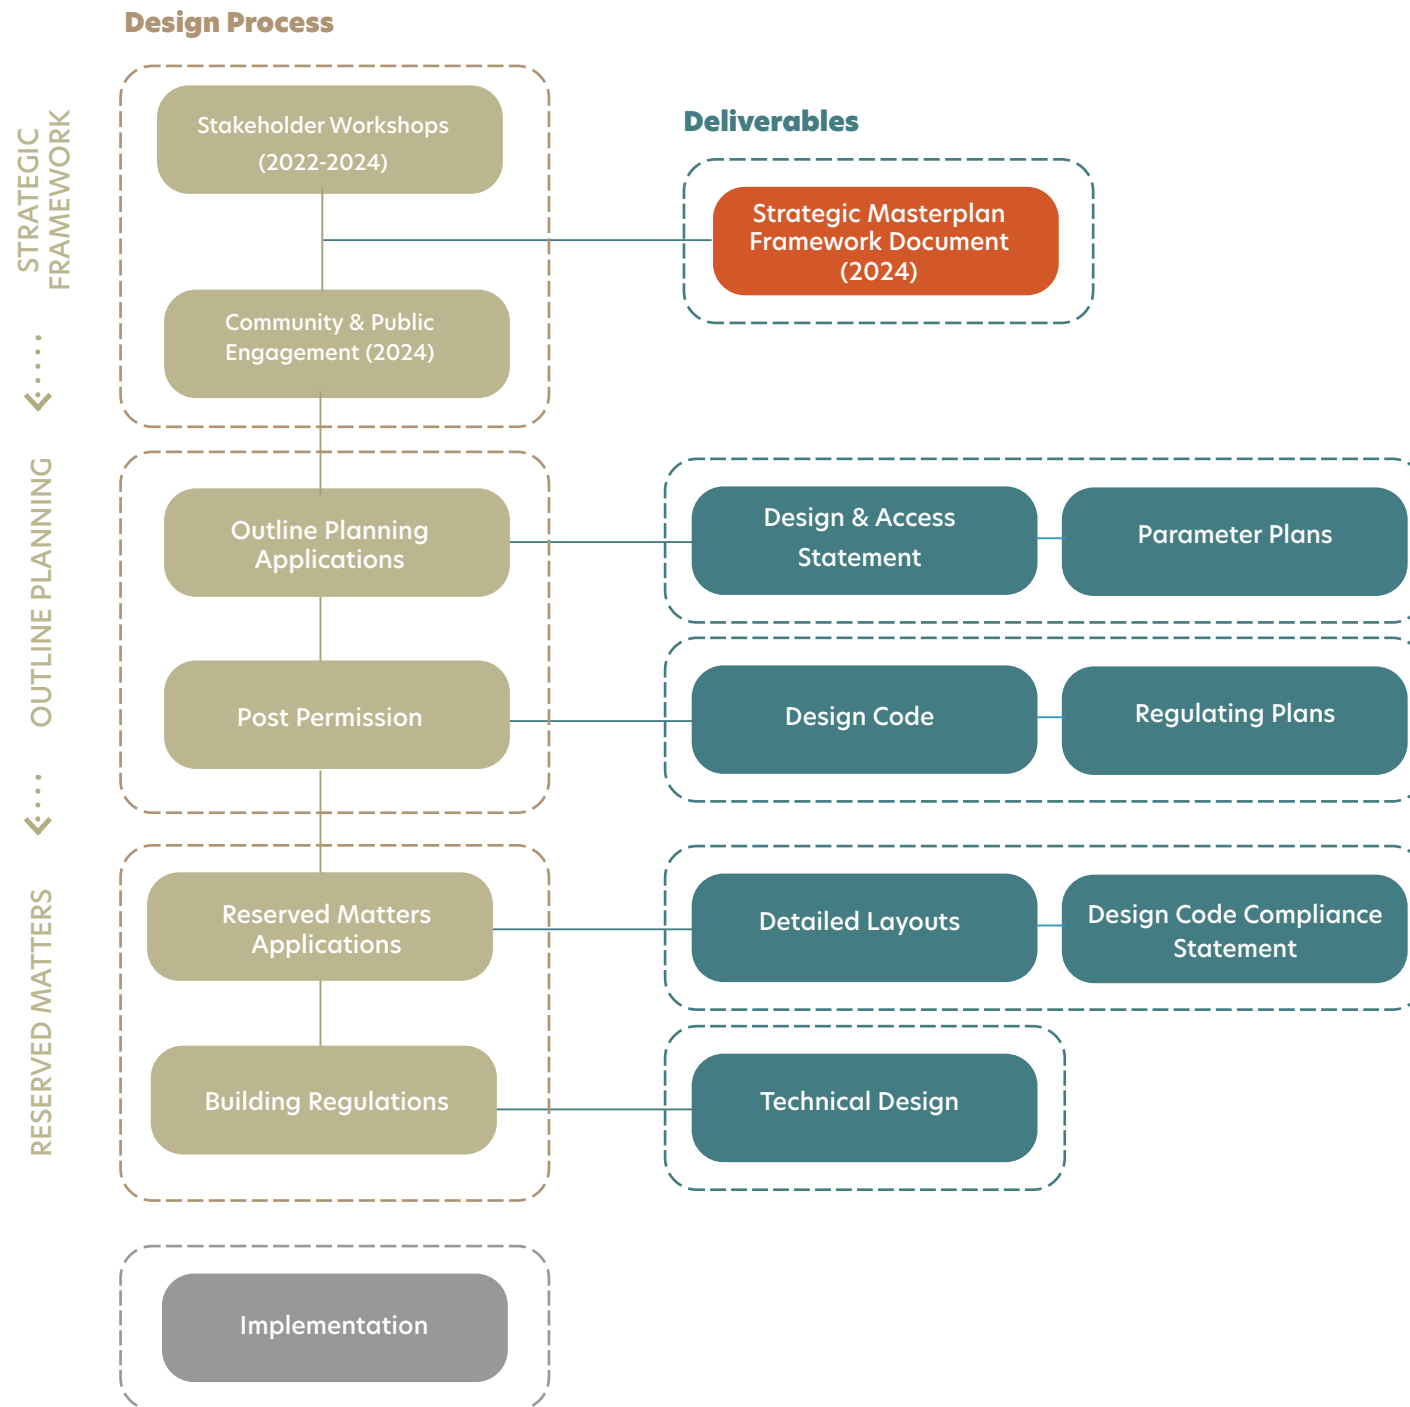 Design Process
STRATEGIC
FRAMEWORK
Stakeholder Workshops
(2022-2024)
Deliverables
Strategic Masterplan
Framework Document
(2024)
Community & Public
Engagement (2024)
OUTLINE PLANNING
Outline Planning
Applications
Design & Access
Statement
Parameter Plans
Post Permission
Design Code
Regulating Plans
RESERVED MATTERS
Reserved Matters
Applications
Detailed Layouts
Design Code Compliance
Statement
Building Regulations
Technical Design
Implementation